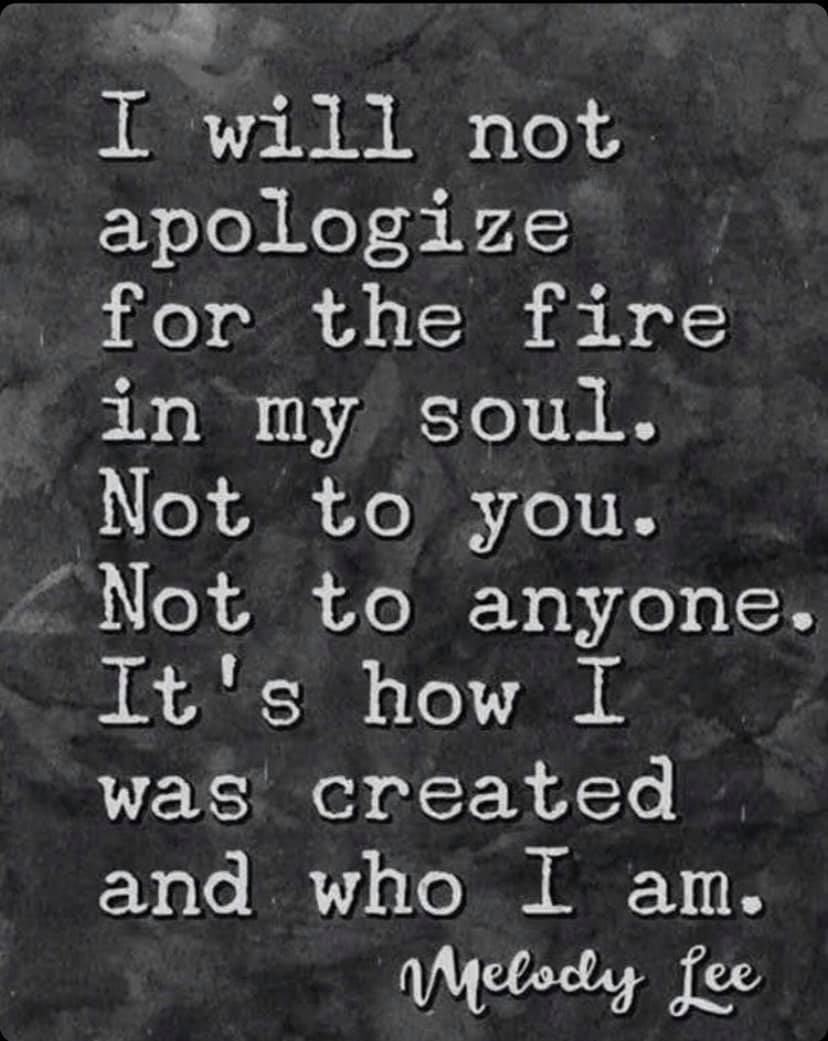 I will not
apologize
for the fire
in my soul.
Not to you.
Not to anyone.
It's how I
was created
and who I am.
Melody Lee